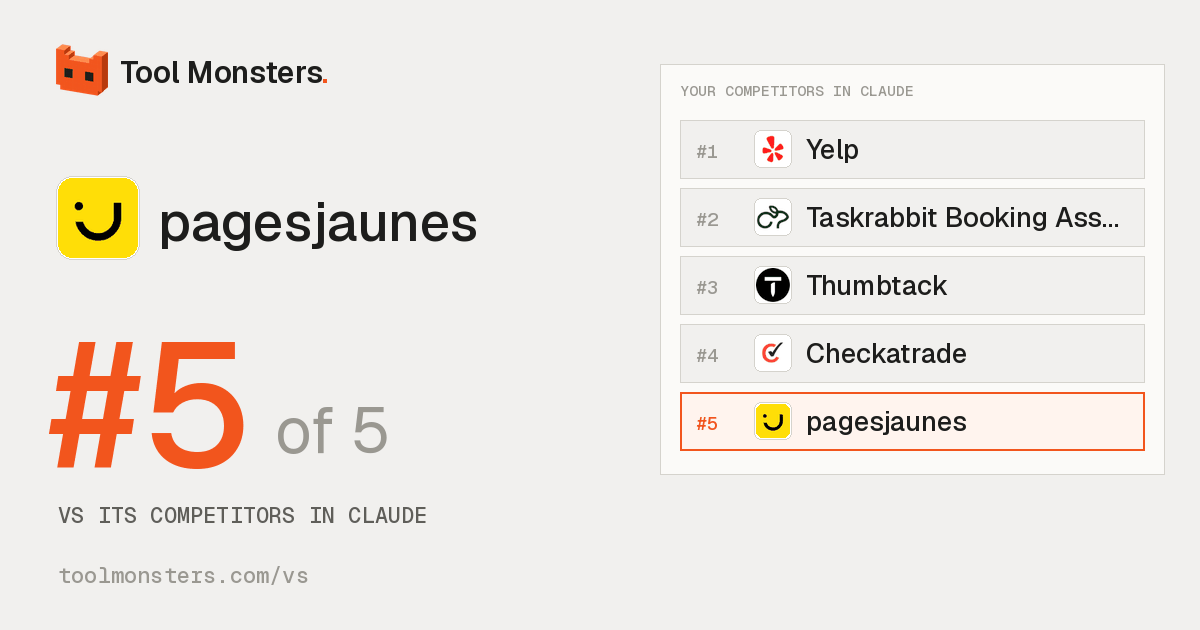 Tool Monsters.
pagesjaunes
#5 of 5
VS ITS COMPETITORS IN CLAUDE
toolmonsters.com/vs
YOUR COMPETITORS IN CLAUDE
#1 Yelp
#2 Taskrabbit Booking Ass...
#3 Thumbtack
#4 Checkatrade
#5 pagesjaunes